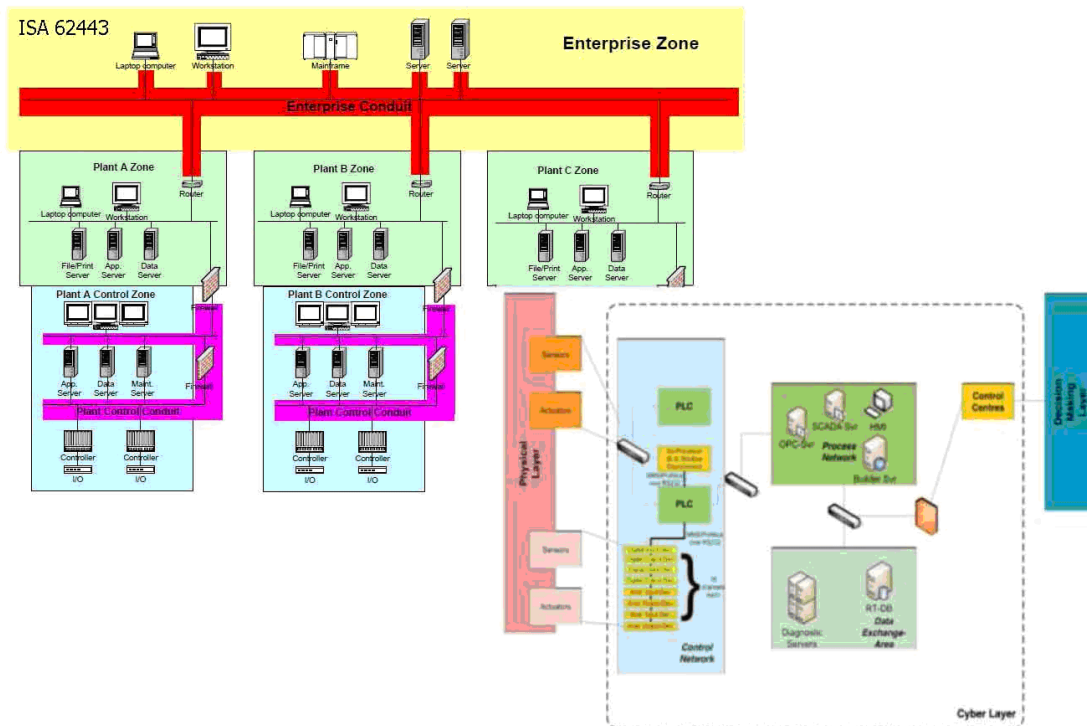 ISA 62443
Enterprise Zone
Laptop computer
Workstation
Mainframe
Server
Server
Enterprise Conduit
Plant A Zone
Router
Laptop computer
Workstation
File/Print
Server
App.
Server
Data
Server
Firewall
Plant B Zone
Router
Laptop computer
Workstation
File/Print
Server
App.
Server
Data
Server
Firewall
Plant C Zone
Router
Laptop computer
Workstation
File/Print
Server
App.
Server
Data
Server
Plant A Control Zone
App.
Server
Data
Server
Maint.
Server
Firewall
Plant Control Conduit
Controller
Controller
I/O
I/O
Plant B Control Zone
App.
Server
Data
Server
Maint.
Server
Firewall
Plant Control Conduit
Controller
Controller
I/O
I/O
Physical
Layer
Sensors
Actuators
Sensors
Actuators
PLC
PLC
Control
Network
SCADA-Svr
HMI
OPC-Svr
Process
Network
Builder Svr
Control
Centres
Decision
Making
Layer
Diagnostic
Servers
RT-DB
Data
Exchange-
Area
Cyber Layer